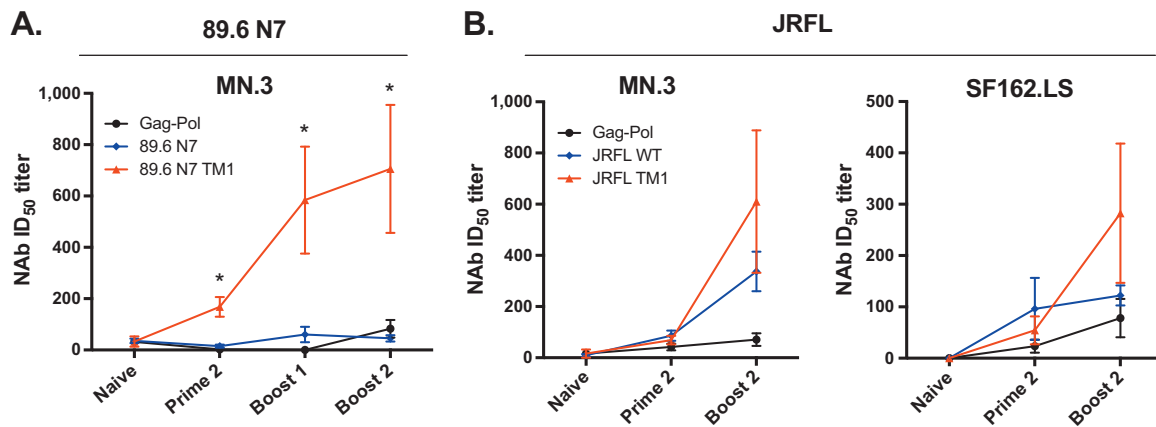 A.
89.6 N7
MN.3
NAb ID50 titer
1,000
800
600
400
200
0
Gag-Pol
89.6 N7
89.6 N7 TM1
*
*
*
Naive
Prime 2
Boost 1
Boost 2
B.
JRFL
MN.3
NAb ID50 titer
1,000
800
600
400
200
0
Gag-Pol
JRFL WT
JRFL TM1
Naive
Prime 2
Boost 2
SF162.LS
NAb ID50 titer
500
400
300
200
100
0
Naive
Prime 2
Boost 2